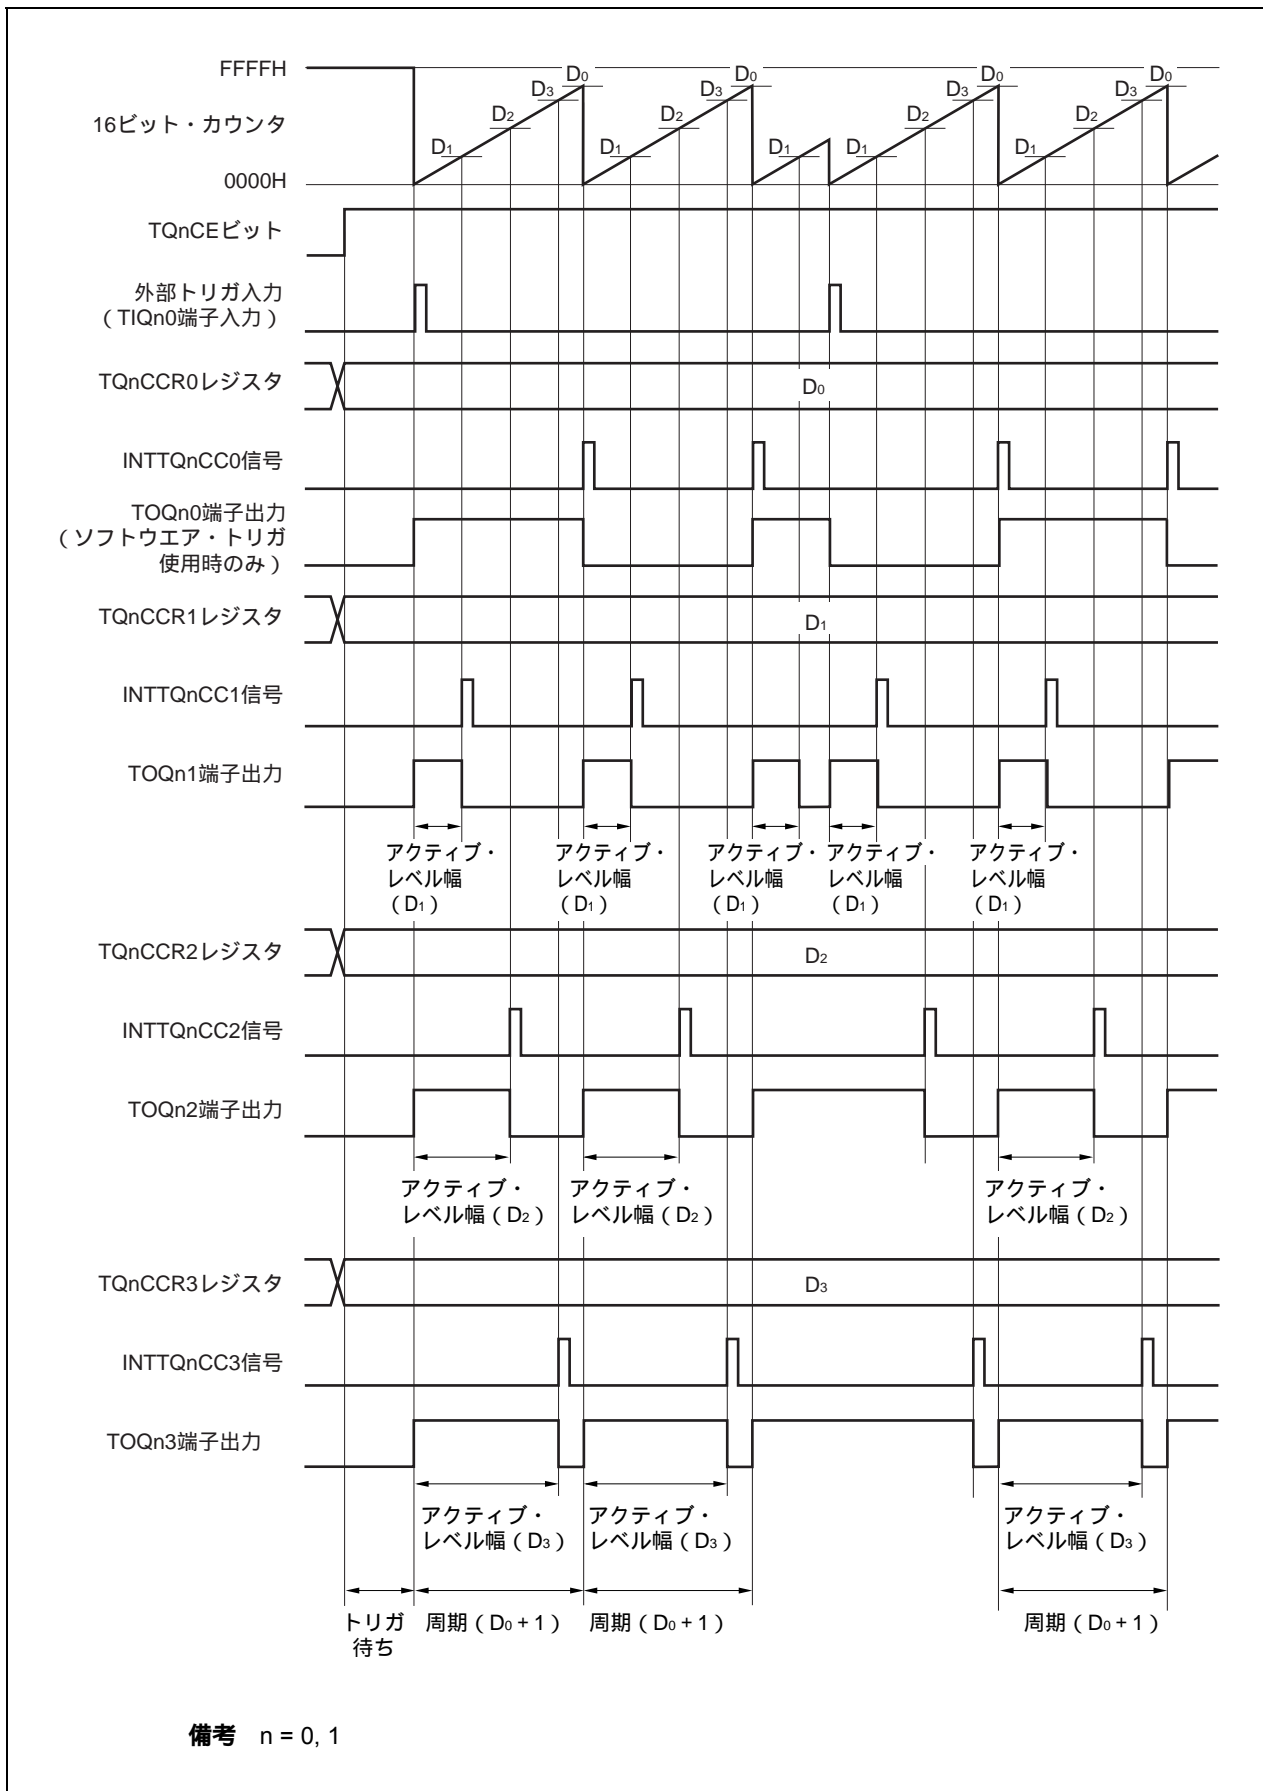 FFFFH
D0 D0 D0 D0
D3 D3 D3 D3
D2 D2 D2 D2
16ビット・カウンタ
D1 D1 D1 D1 D1
0000H
TQnCEビット
外部トリガ入力
(TIQn0端子入力)
TQnCCR0レジスタ
D0
INTTQnCC0信号
TOQn0端子出力
(ソフトウエア・トリガ
使用時のみ)
TQnCCR1レジスタ
D1
INTTQnCC1信号
TOQn1端子出力
アクティブ・ アクティブ・ アクティブ・ アクティブ・ アクティブ・
レベル幅 レベル幅 レベル幅 レベル幅 レベル幅
(D1) (D1) (D1) (D1) (D1)
TQnCCR2レジスタ
D2
INTTQnCC2信号
TOQn2端子出力
アクティブ・ アクティブ・ アクティブ・
レベル幅(D2) レベル幅(D2) レベル幅(D2)
TQnCCR3レジスタ
D3
INTTQnCC3信号
TOQn3端子出力
アクティブ・ アクティブ・ アクティブ・
レベル幅(D3) レベル幅(D3) レベル幅(D3)
トリガ 周期(D0+1) 周期(D0+1) 周期(D0+1)
待ち
備考 n = 0, 1